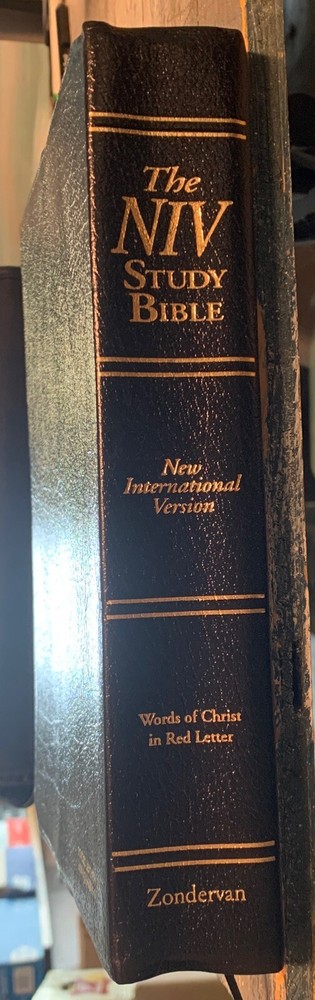 The
NIV
STUDY
BIBLE
New
International
Version
Words of Christ
in Red Letter
Zondervan